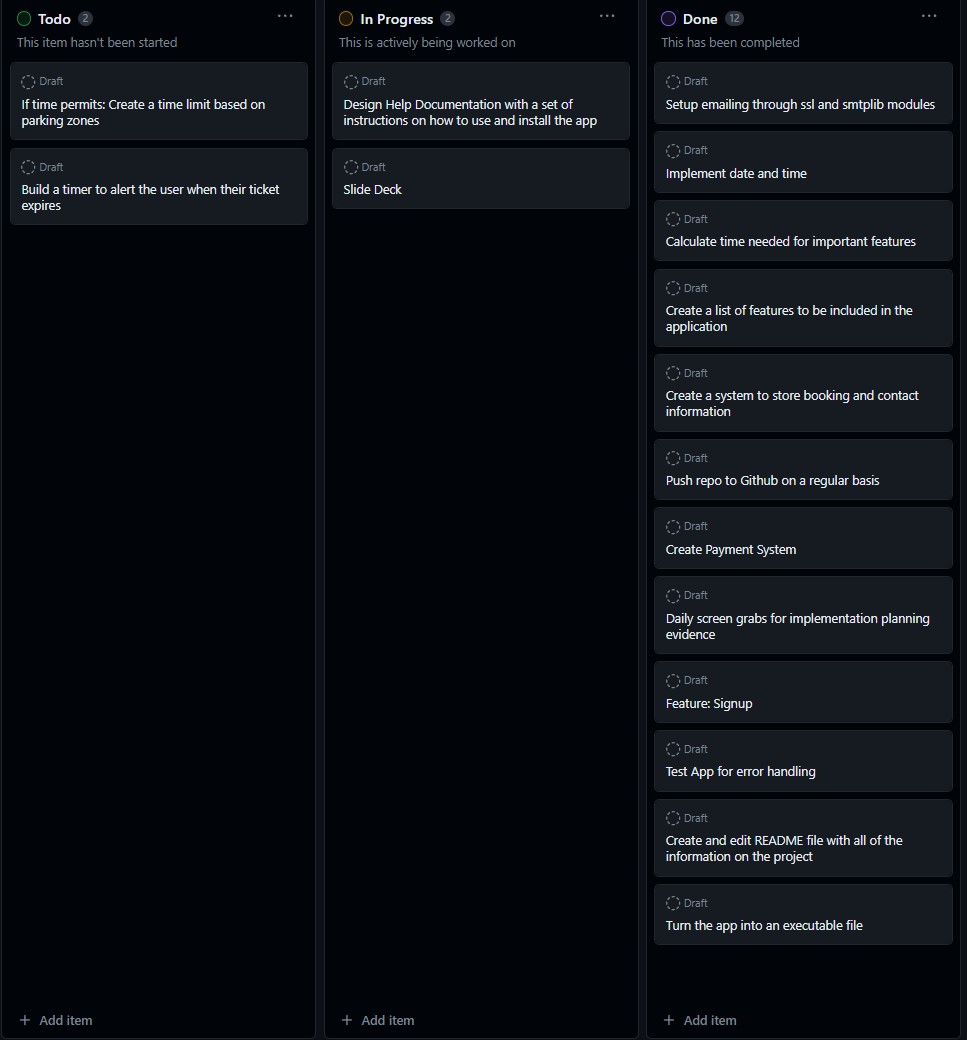 Todo 2
This item hasn't been started
Draft
If time permits: Create a time limit based on
parking zones
Draft
Build a timer to alert the user when their ticket
expires
+ Add item
In Progress 2
This is actively being worked on
Draft
Design Help Documentation with a set of
instructions on how to use and install the app
Draft
Slide Deck
+ Add item
Done 12
This has been completed
Draft
Setup emailing through ssl and smtplib modules
Draft
Implement date and time
Draft
Calculate time needed for important features
Draft
Create a list of features to be included in the
application
Draft
Create a system to store booking and contact
information
Draft
Push repo to Github on a regular basis
Draft
Create Payment System
Draft
Daily screen grabs for implementation planning
evidence
Draft
Feature: Signup
Draft
Test App for error handling
Draft
Create and edit README file with all of the
information on the project
Draft
Turn the app into an executable file
+ Add item